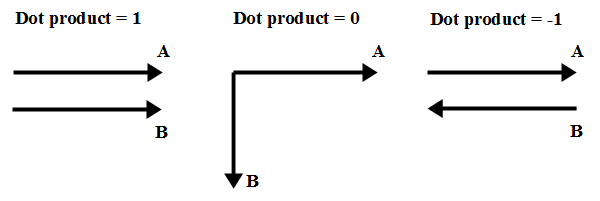 Dot product = 1
A
B
Dot product = 0
A
B
Dot product = -1
A
B